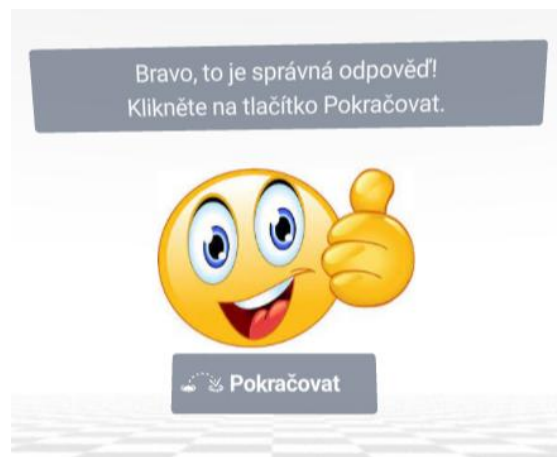 Bravo, to je správná odpověď!
Klikněte na tlačítko Pokračovat.
Pokračovat